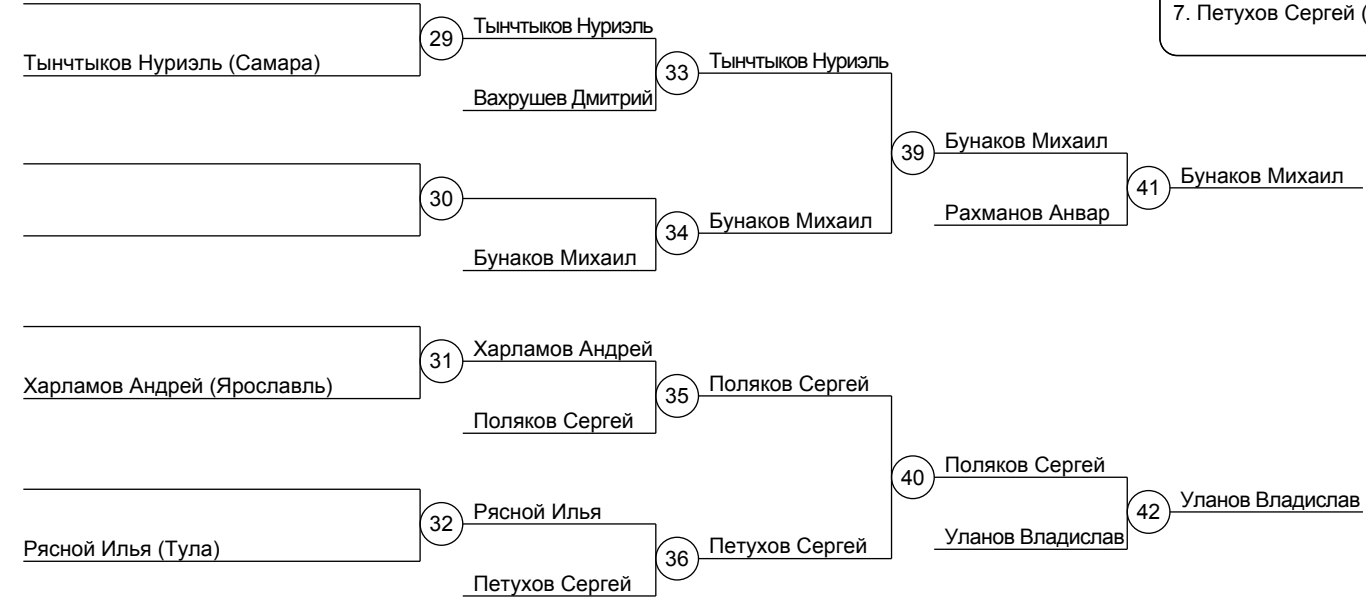 7. Петухов Сергей (
Тынчтыков Нуриэль
29
Тынчтыков Нуриэль (Самара)
Тынчтыков Нуриэль
33
Вахрушев Дмитрий
Бунаков Михаил
39
Бунаков Михаил
41
30
Рахманов Анвар
Бунаков Михаил
34
Бунаков Михаил
Харламов Андрей
31
Харламов Андрей (Ярославль)
Поляков Сергей
35
Поляков Сергей
Поляков Сергей
40
Уланов Владислав
42
Рясной Илья
32
Уланов Владислав
Рясной Илья (Тула)
Петухов Сергей
36
Петухов Сергей